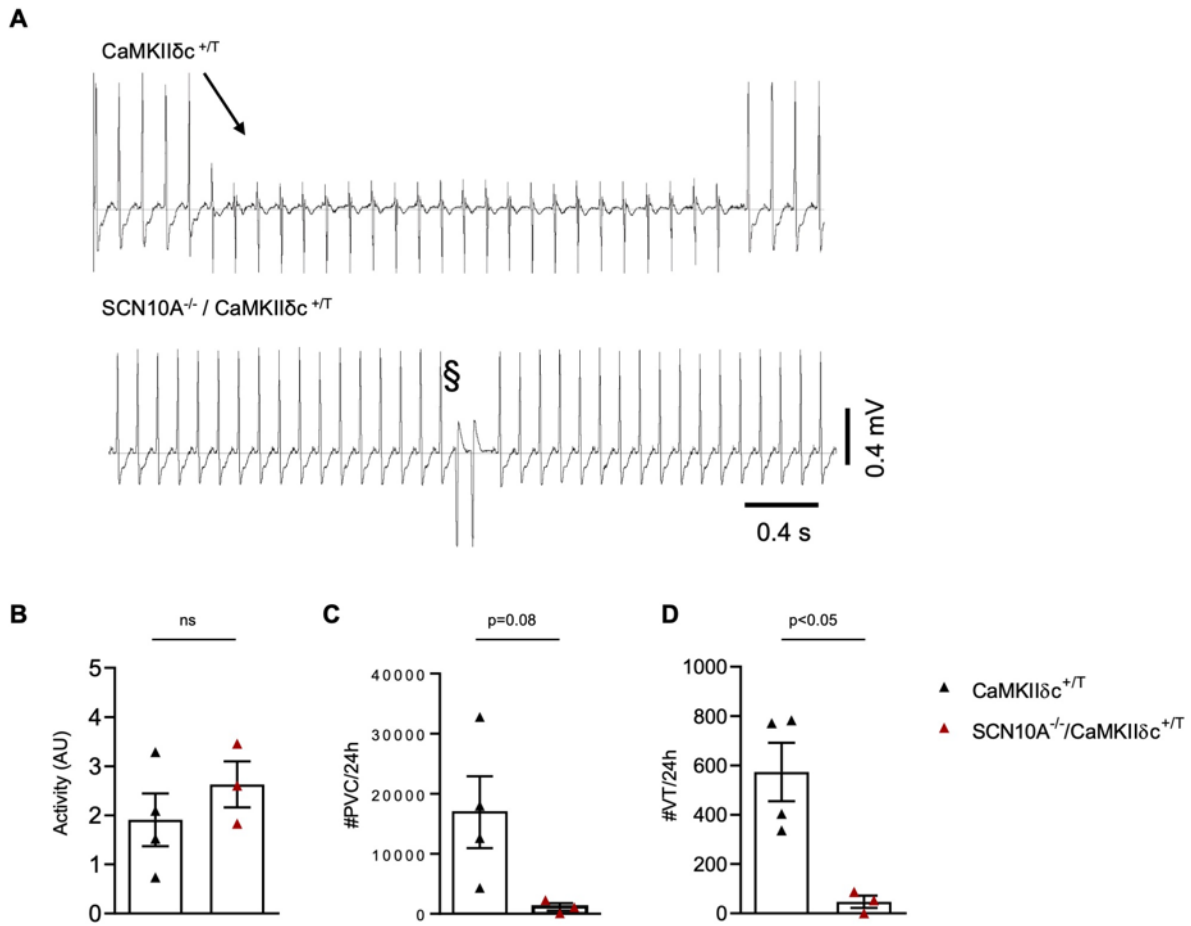 A
CaMKIIδc +/T
SCN10A-/- / CaMKIIδc +/T
§
0.4 mV
0.4 s
B
ns
5
4
3
2
1
0
Activity (AU)
C
p=0.08
40000
30000
20000
10000
0
#PVC/24h
D
p<0.05
1000
800
600
400
200
0
#VT/24h
CaMKIIδc+/T
SCN10A-/-/CaMKIIδc+/T